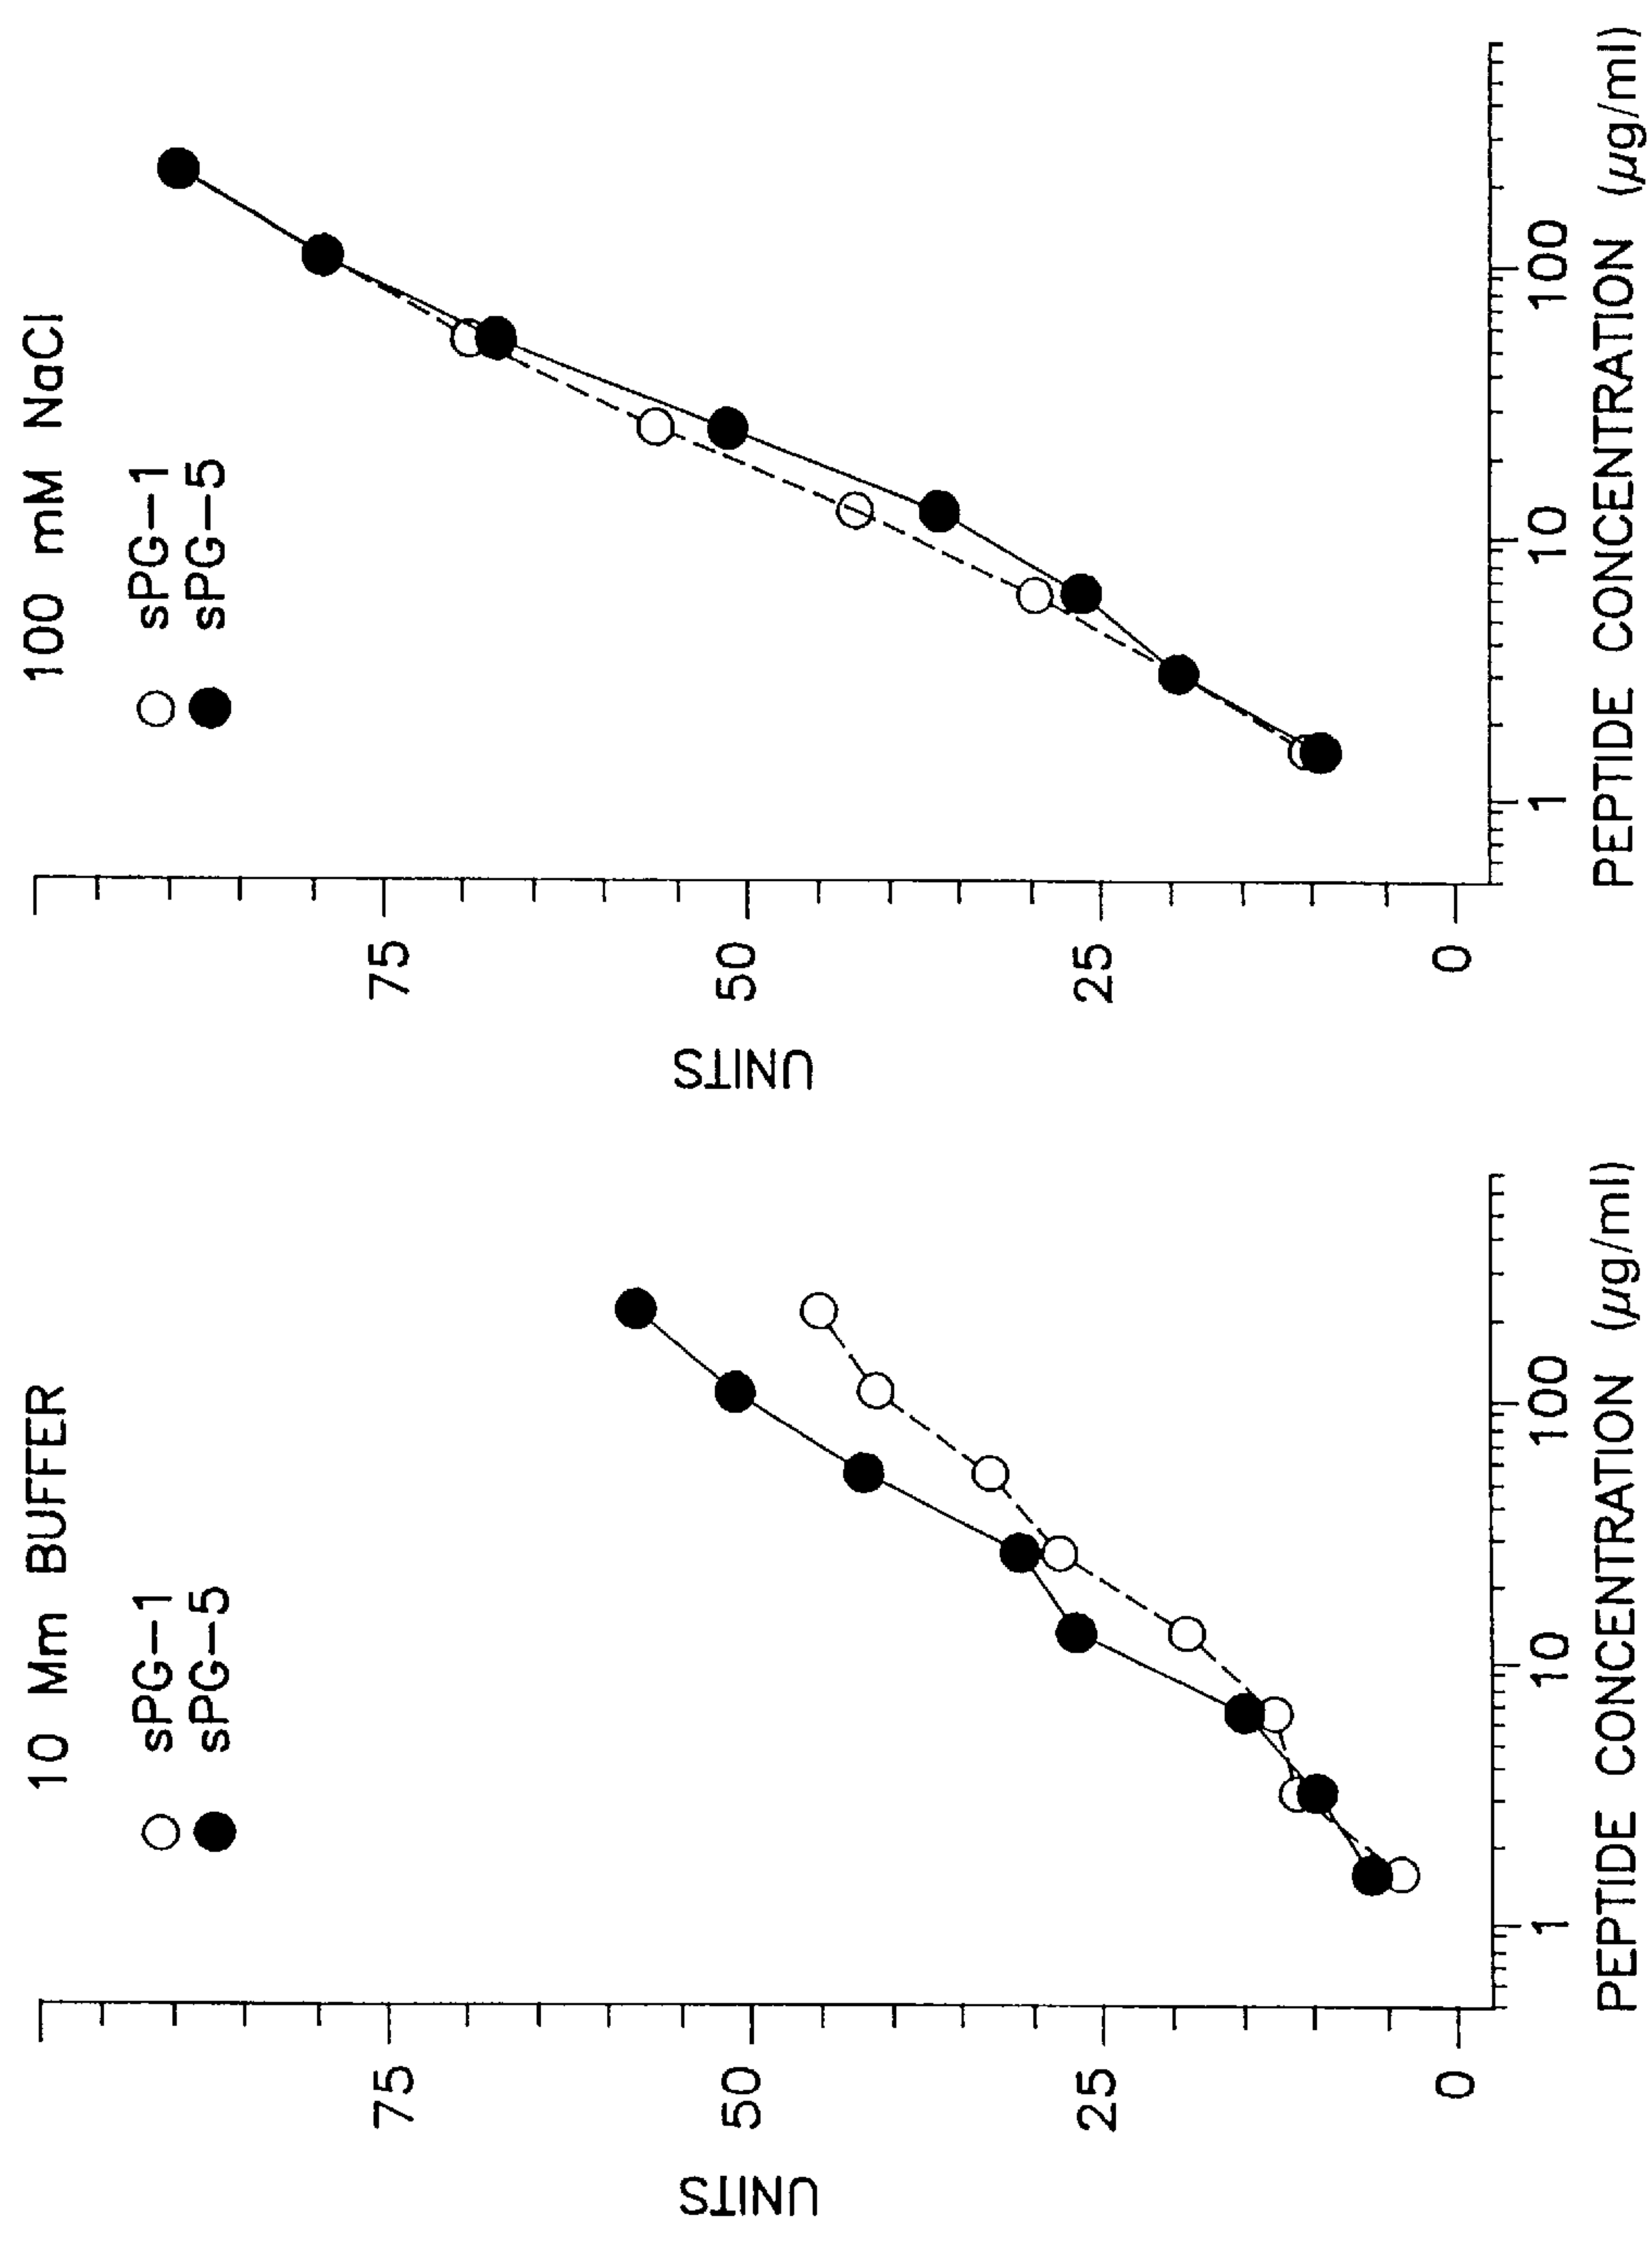 10 Mm BUFFER
sPG-1
sPG-5
UNITS
75
50
25
0
1
10
100
PEPTIDE CONCENTRATION (µg/ml)
100 mM NaCl
sPG-1
sPG-5
UNITS
75
50
25
0
1
10
100
PEPTIDE CONCENTRATION (µg/ml)